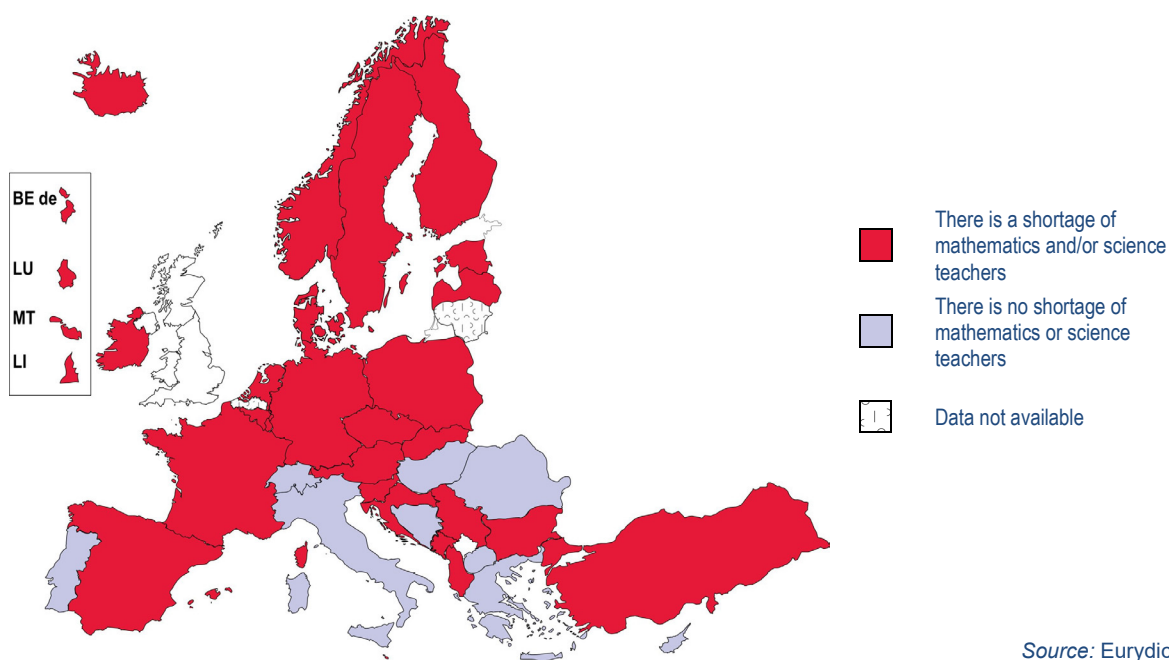 BE de
LU
MT
LI
There is a shortage of
mathematics and/or science
teachers
There is no shortage of
mathematics or science
teachers
Data not available
Source: Eurydic